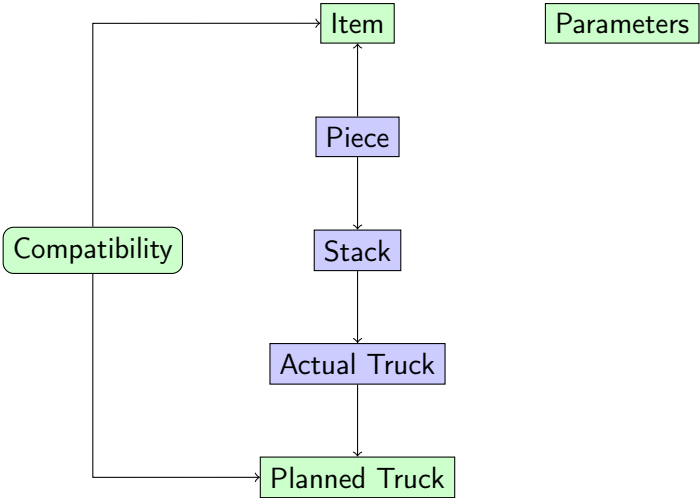 Item
Parameters
Piece
Compatibility
Stack
Actual Truck
Planned Truck